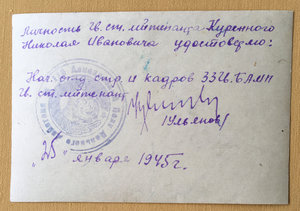 Личность гв. ст. лейтенанта Куренного
Николая Ивановича удостоверяю:
Нач. отд. стр. и кадров 33 Гв. БАМП
гв. ст. лейтенант
(Ульянов)
"25" января 1945 г.